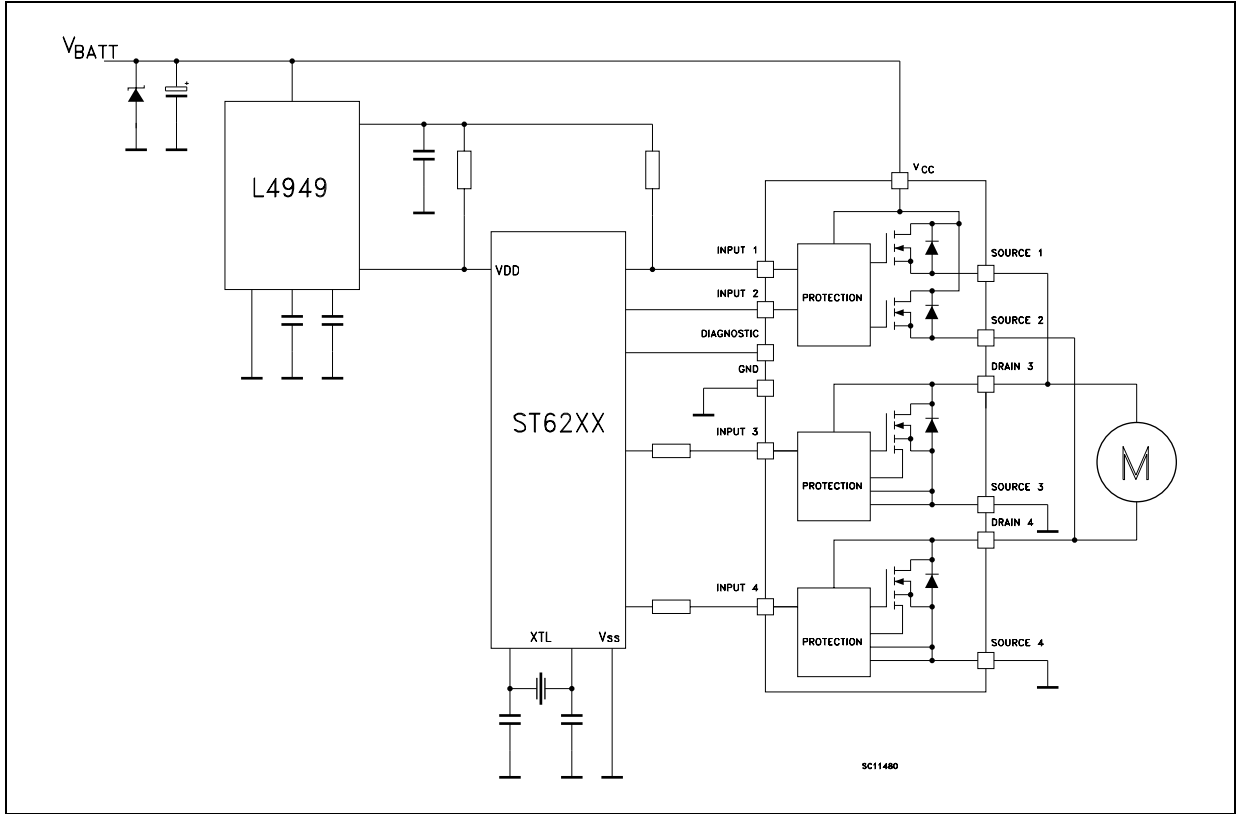 VBATT
L4949
VCC
INPUT 1
SOURCE 1
VDD
INPUT 2
PROTECTION
SOURCE 2
DIAGNOSTIC
GND
DRAIN 3
ST62XX
INPUT 3
M
PROTECTION
SOURCE 3
DRAIN 4
INPUT 4
XTL
Vss
PROTECTION
SOURCE 4
SC11480